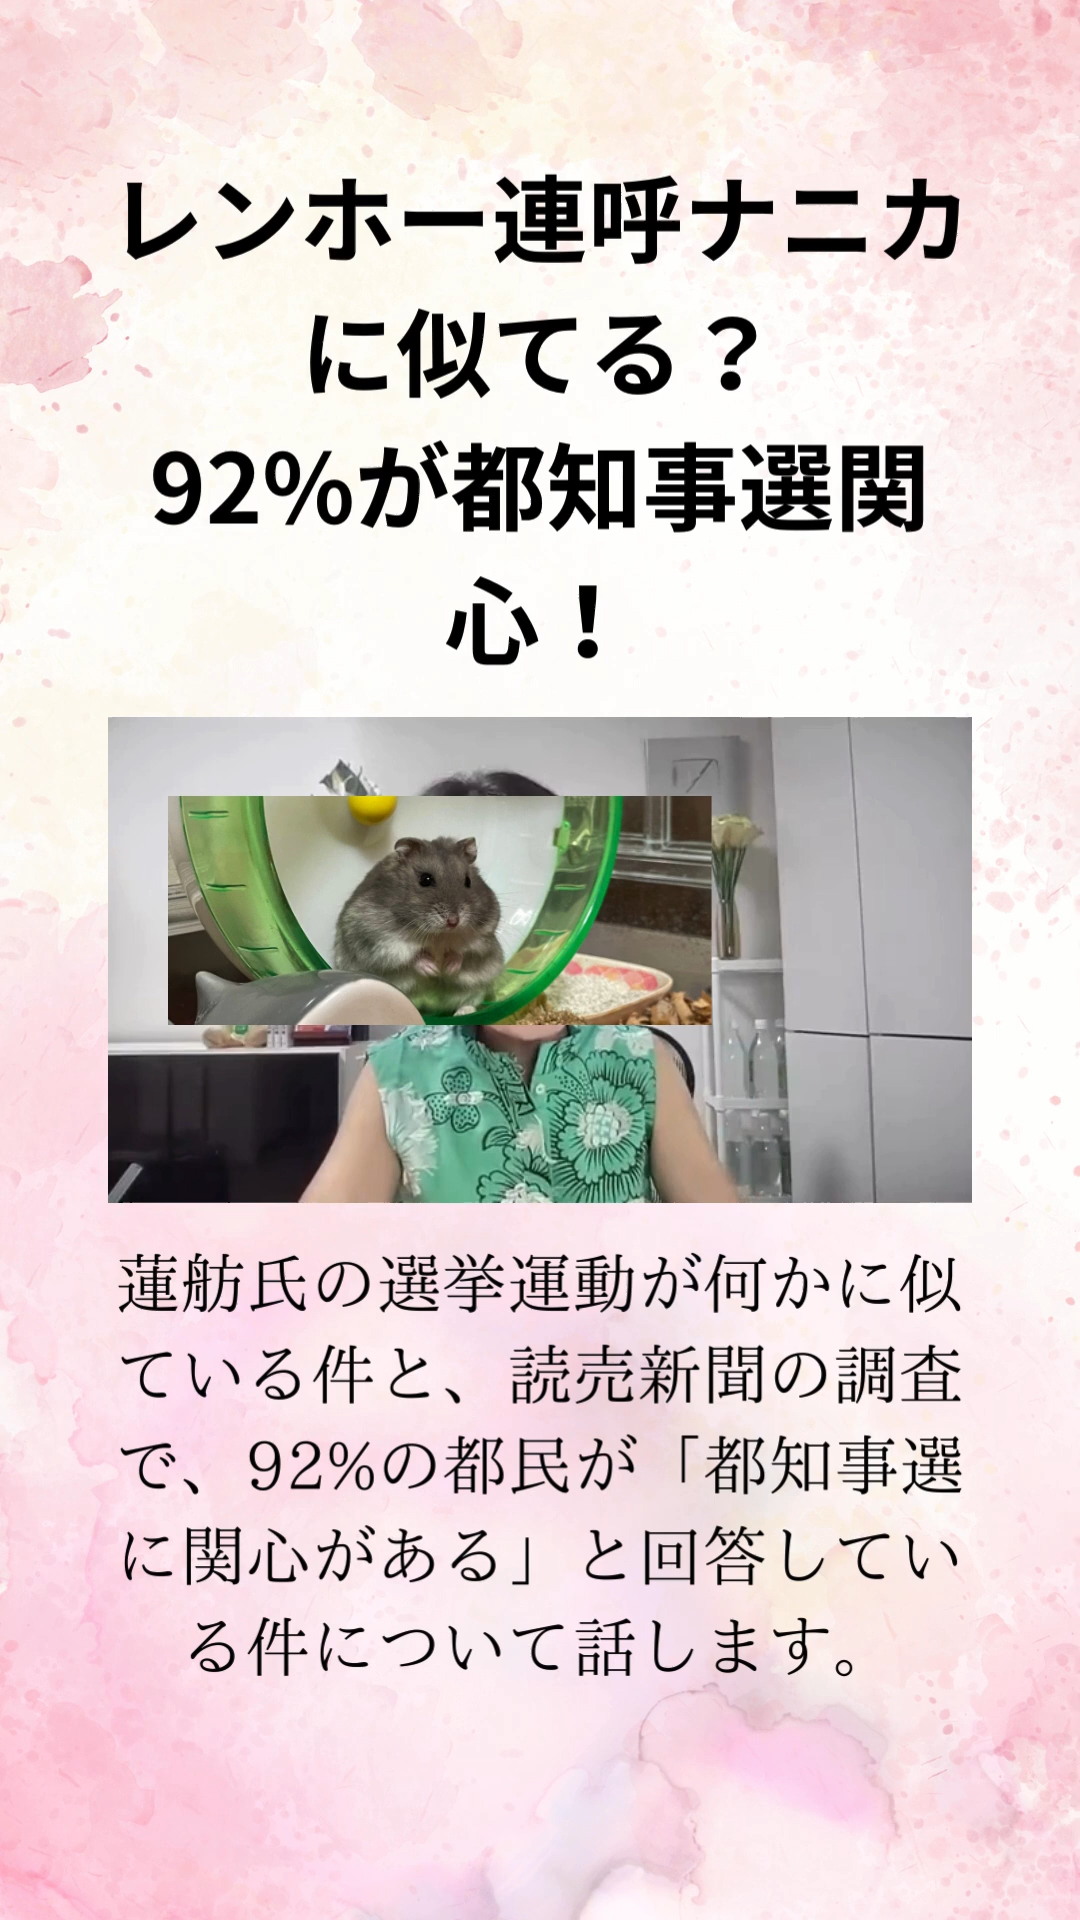 レンホー連呼ナニカ
に似てる？
92%が都知事選関
心！
蓮舫氏の選挙運動が何かに似
ている件と、読売新聞の調査
で、92%の都民が「都知事選
に関心がある」と回答してい
る件について話します。